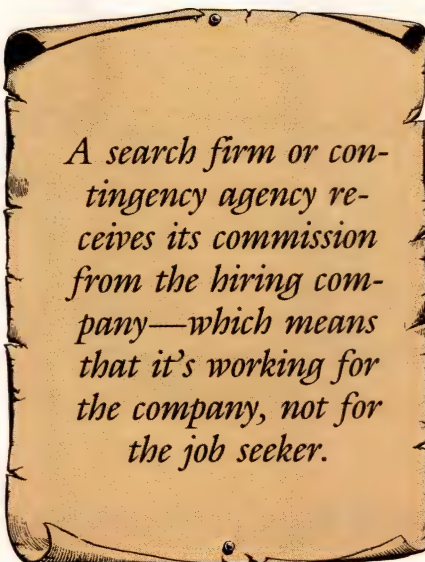 A search firm or con-
tingency agency re-
ceives its commission
from the hiring com-
pany—which means
that it's working for
the company, not for
the job seeker.